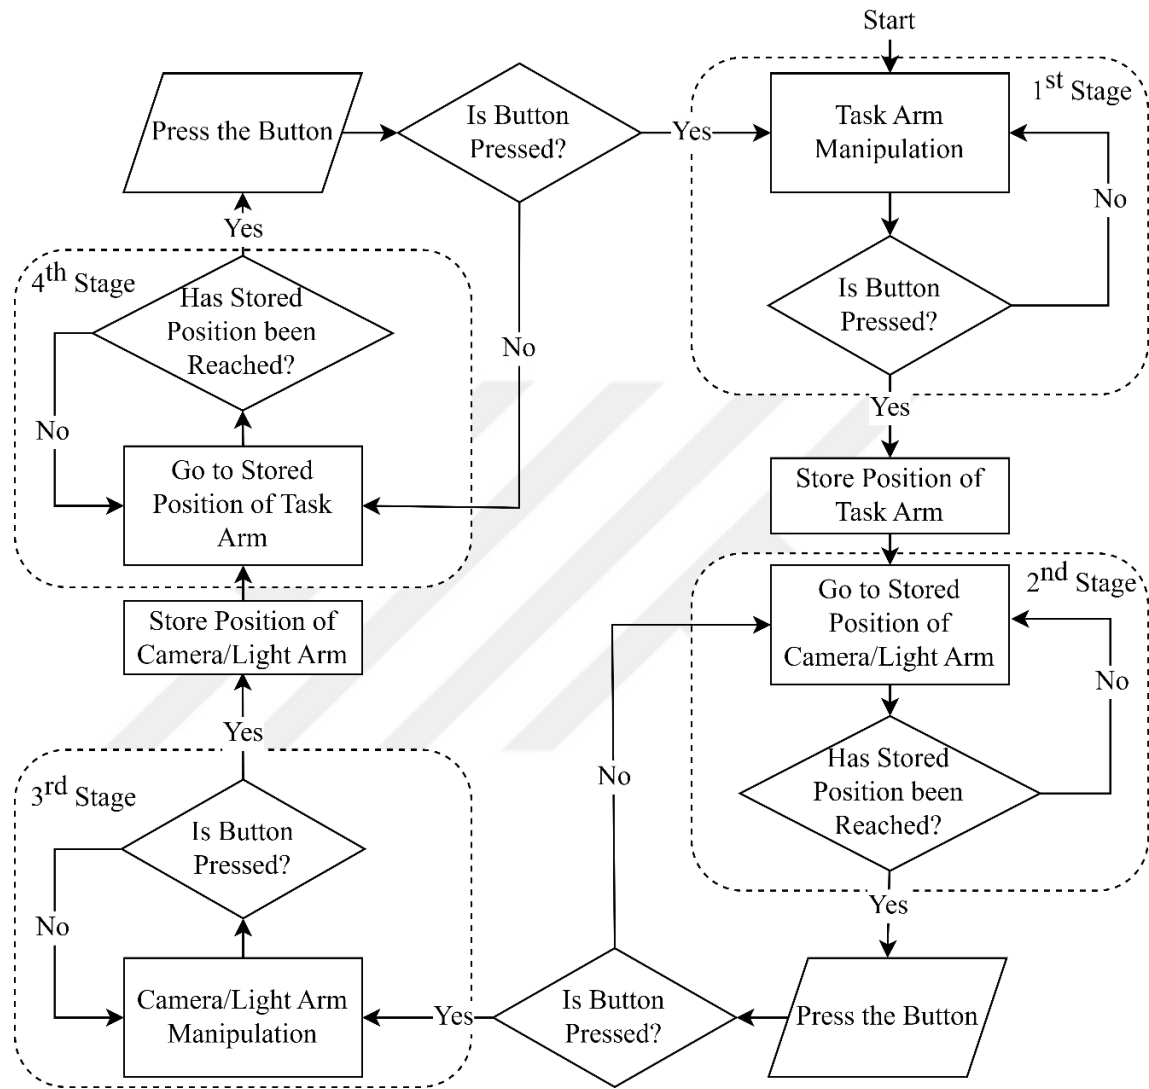 Start
1st Stage
Task Arm
Manipulation
No
Is Button
Pressed?
Yes
Store Position of
Task Arm
2nd Stage
Go to Stored
Position of
Camera/Light Arm
No
Has Stored
Position been
Reached?
Yes
Press the Button
Is Button
Pressed?
No
Yes
3rd Stage
Camera/Light Arm
Manipulation
Is Button
Pressed?
No
Yes
Store Position of
Camera/Light Arm
4th Stage
Go to Stored
Position of Task
Arm
Has Stored
Position been
Reached?
No
Yes
Press the Button
Is Button
Pressed?
No
Yes